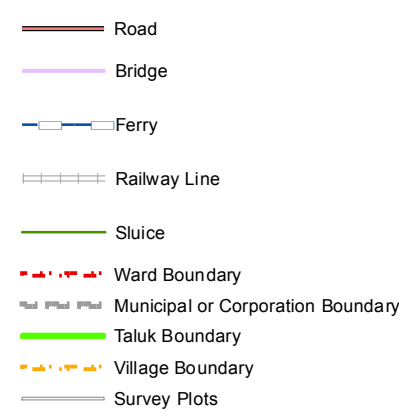 Road
Bridge
Ferry
Railway Line
Sluice
Ward Boundary
Municipal or Corporation Boundary
Taluk Boundary
Village Boundary
Survey Plots